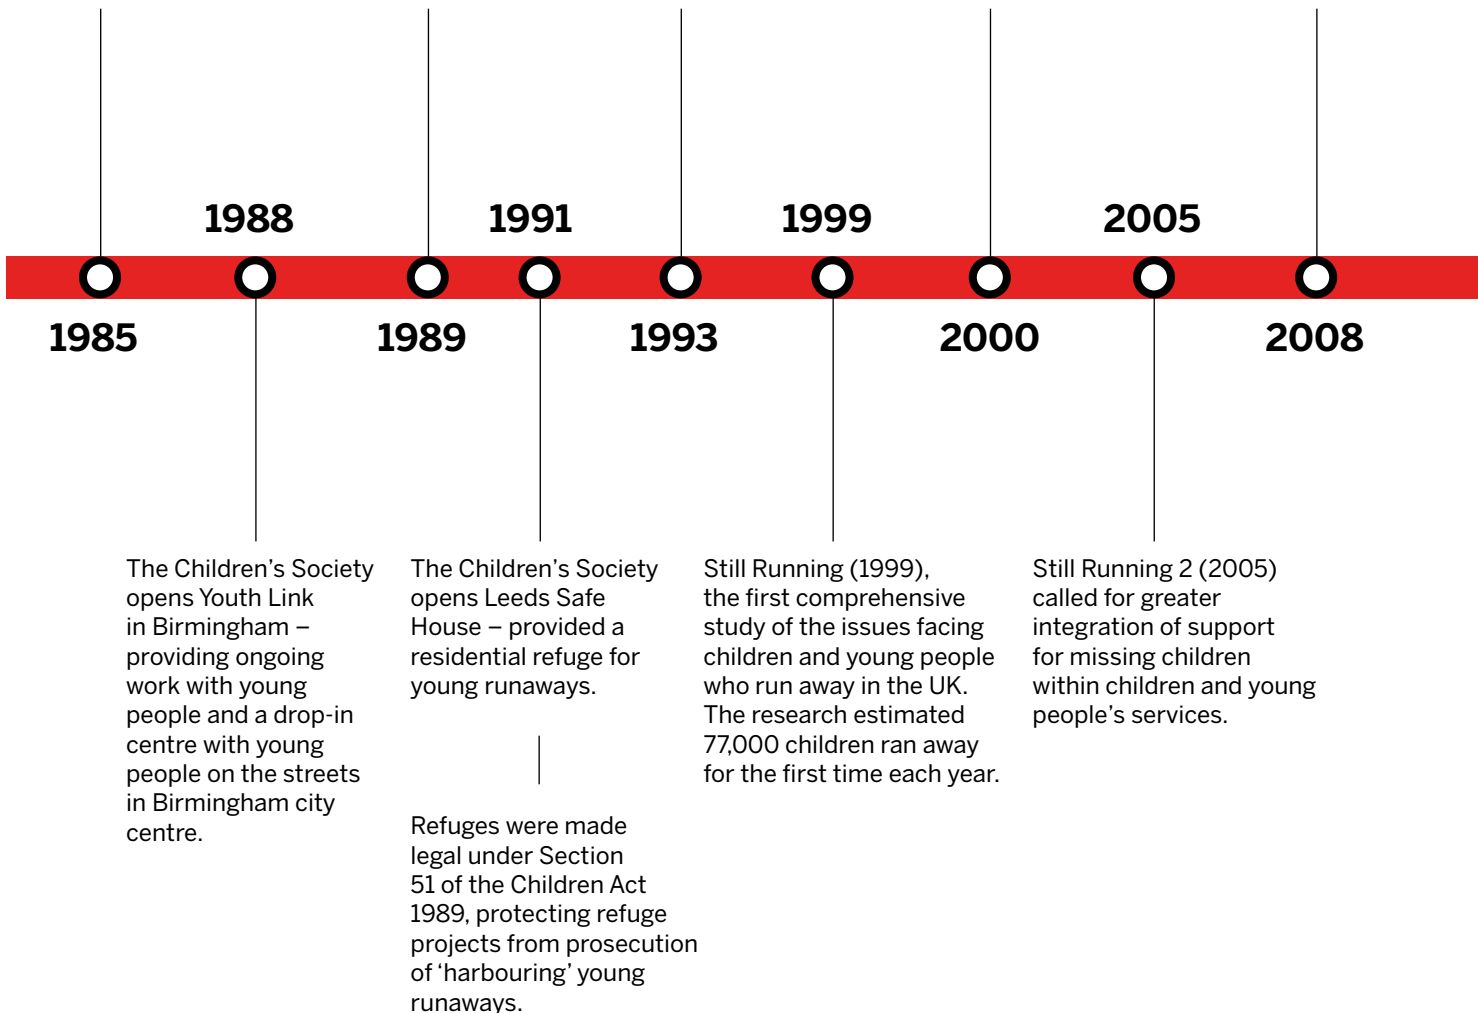 1988
1991
1999
2005
1985
1989
1993
2000
2008
The Children’s Society
opens Youth Link
in Birmingham –
providing ongoing
work with young
people and a drop-in
centre with young
people on the streets
in Birmingham city
centre.
The Children’s Society
opens Leeds Safe
House – provided a
residential refuge for
young runaways.
Refuges were made
legal under Section
51 of the Children Act
1989, protecting refuge
projects from prosecution
of ‘harbouring’ young
runaways.
Still Running (1999),
the first comprehensive
study of the issues facing
children and young people
who run away in the UK.
The research estimated
77,000 children ran away
for the first time each year.
Still Running 2 (2005)
called for greater
integration of support
for missing children
within children and young
people’s services.